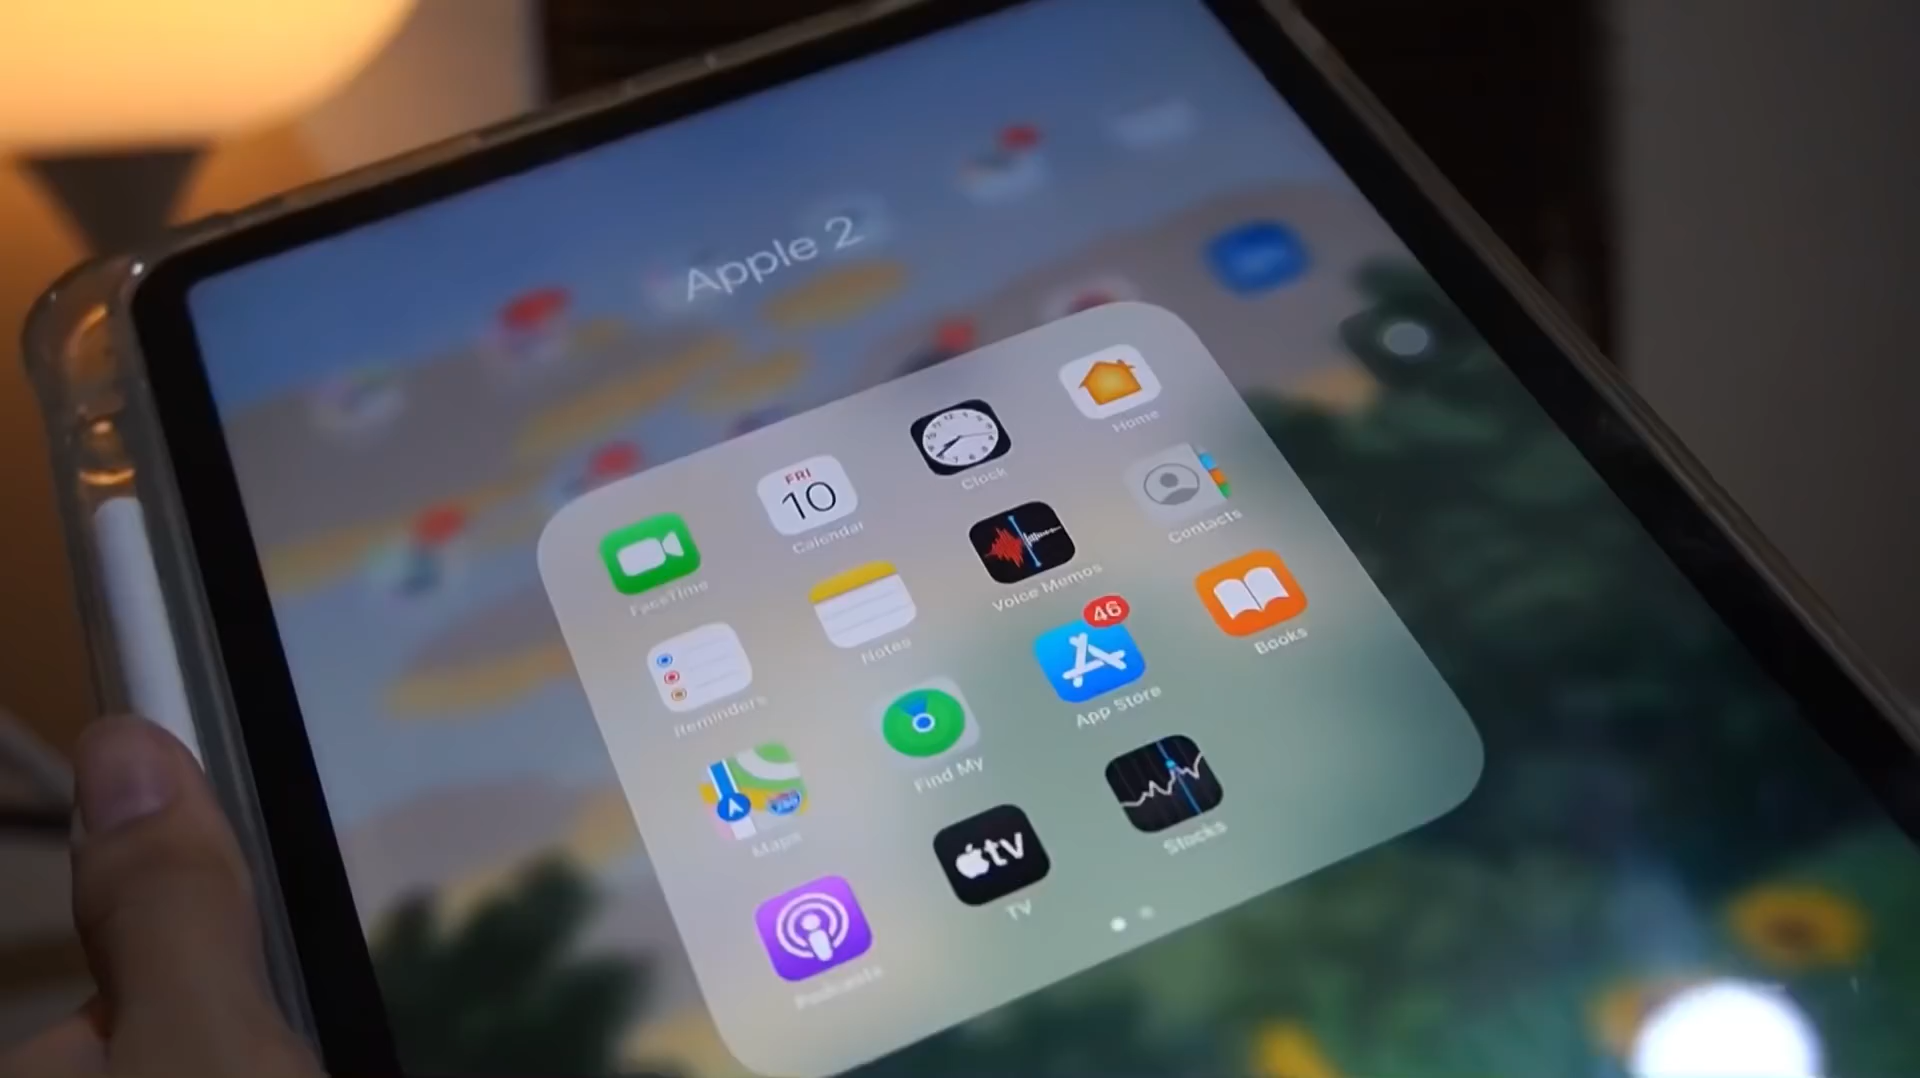 Apple 2
FRI
10
FaceTime
Calendar
Clock
Home
Reminders
Notes
Voice Memos
Contacts
Maps
Find My
46
App Store
Books
Podcasts
tv
TV
Stocks